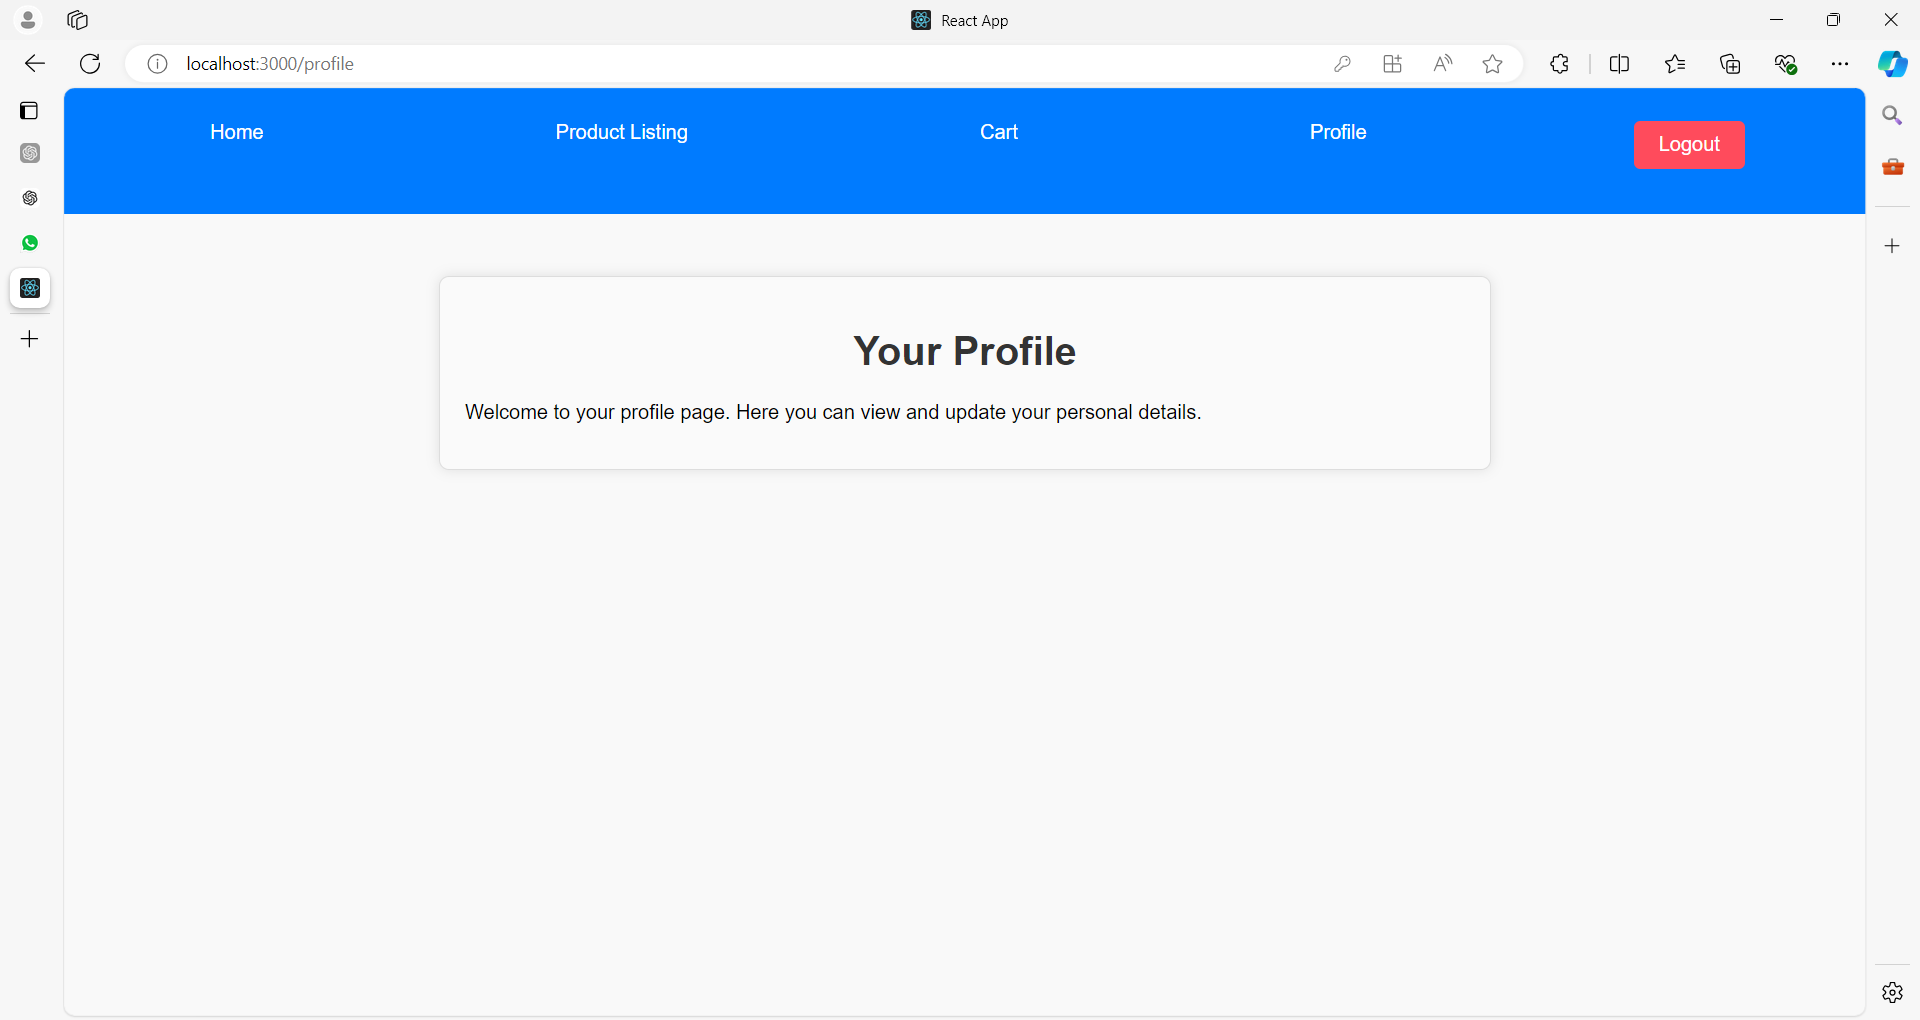 React App
localhost:3000/profile
Home Product Listing Cart Profile Logout
Your Profile
Welcome to your profile page. Here you can view and update your personal details.